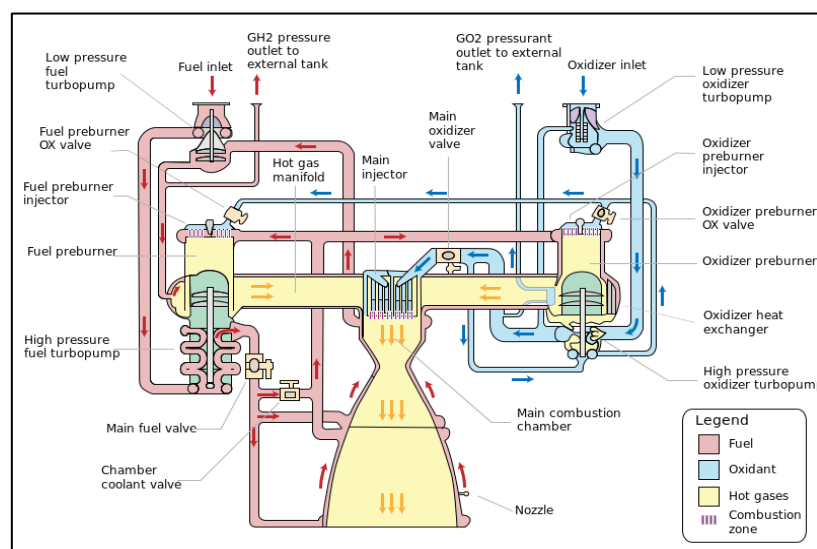 GH2 pressure
outlet to
external tank
GO2 pressurant
outlet to external
tank
Low pressure
fuel
turbopump
Fuel inlet
Oxidizer inlet
Low pressure
oxidizer
turbopump
Main
oxidizer
valve
Fuel preburner
OX valve
Hot gas
manifold
Main
injector
Oxidizer
preburner
injector
Fuel preburner
injector
Oxidizer preburner
OX valve
Fuel preburner
Oxidizer preburner
Oxidizer heat
exchanger
High pressure
fuel turbopump
High pressure
oxidizer turbopump
Main fuel valve
Main combustion
chamber
Chamber
coolant valve
Nozzle
Legend
Fuel
Oxidant
Hot gases
Combustion
zone